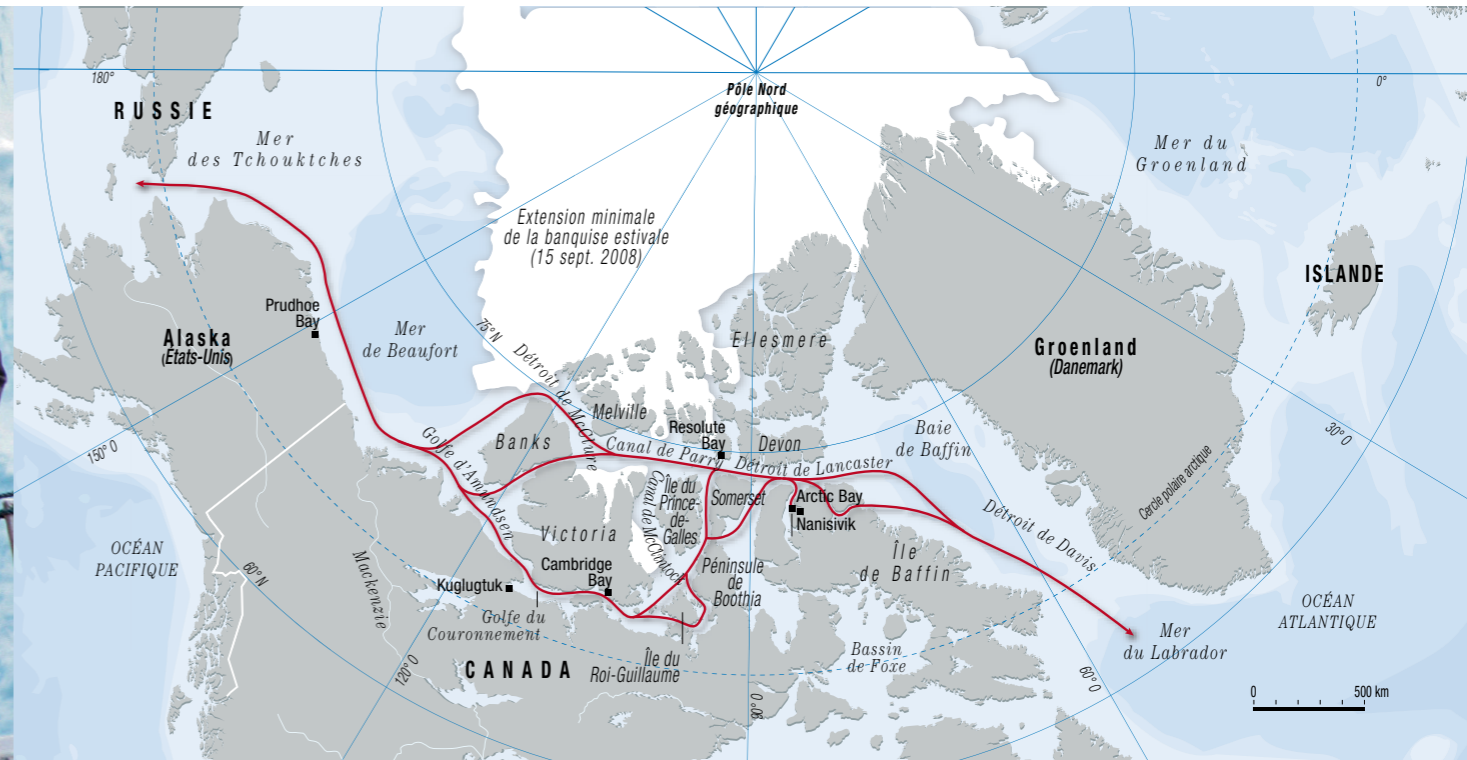 180°
0°
Pôle Nord
géographique
RUSSIE
Mer
des Tchouktches
Mer du
Groenland
Extension minimale
de la banquise estivale
(15 sept. 2008)
ISLANDE
Prudhoe
Bay
Alaska
(États-Unis)
Mer
de Beaufort
75° N
Détroit de McClure
Ellesmere
Groenland
(Danemark)
Melville
Banks
Resolute
Bay
Devon
Baie
de Baffin
30° O
150° O
Golfe d'Amundsen
Canal de Parry
Détroit de Lancaster
Cercle polaire arctique
Canal de McClintock
Île du
Prince-
de-
Galles
Somerset
Arctic Bay
Nanisivik
Détroit de Davis
Victoria
Île
de Baffin
OCÉAN
PACIFIQUE
60° N
Mackenzie
Cambridge
Bay
Péninsule
de
Boothia
Kuglugtuk
Golfe du
Couronnement
OCÉAN
ATLANTIQUE
Mer
du Labrador
Bassin
de Foxe
Île du
Roi-Guillaume
CANADA
120° O
90° O
60° O
0
500 km